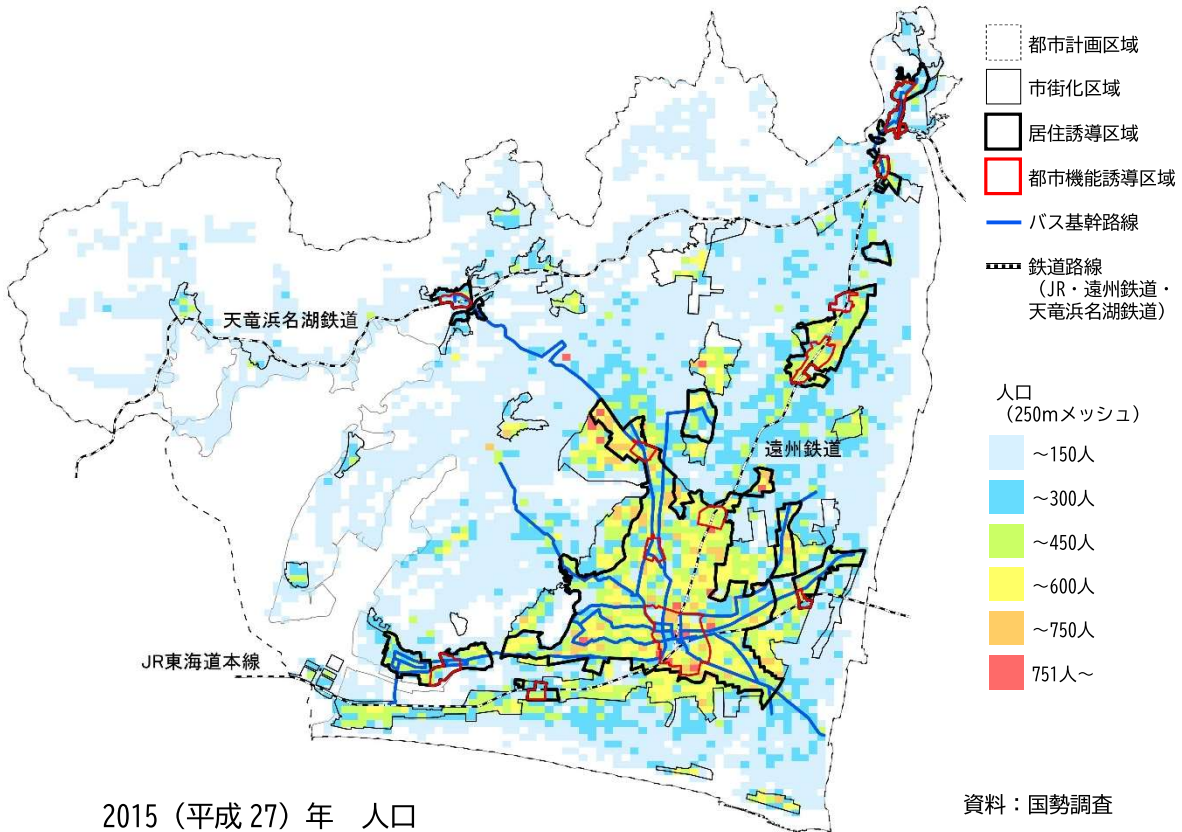 都市計画区域
市街化区域
居住誘導区域
都市機能誘導区域
バス基幹路線
鉄道路線
（JR・遠州鉄道・
天竜浜名湖鉄道）
天竜浜名湖鉄道
遠州鉄道
JR東海道本線
人口
（250mメッシュ）
～150人
～300人
～450人
～600人
～750人
751人～
2015（平成27）年　人口
資料：国勢調査